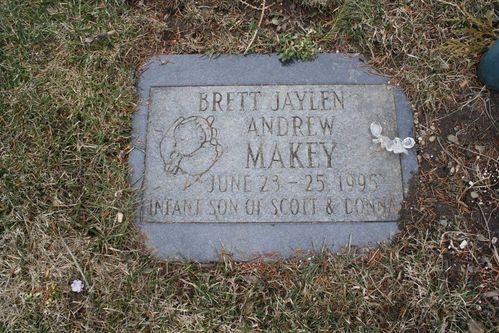 BRETT JAYLEN
ANDREW
MAKEY
JUNE 23 - 25, 1995
INFANT SON OF SCOTT & DONNA